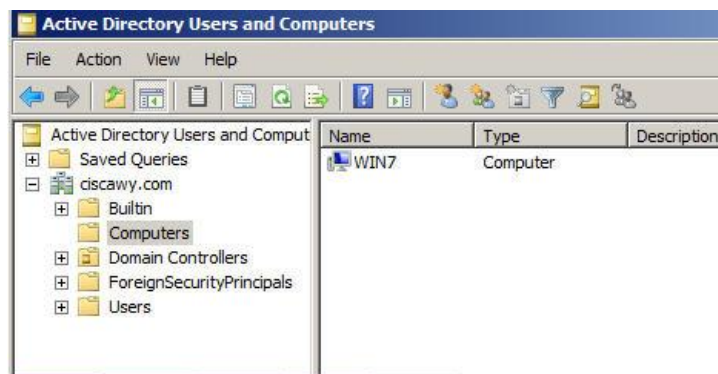 Active Directory Users and Computers
File Action View Help
Active Directory Users and Comput
Saved Queries
ciscawy.com
Builtin
Computers
Domain Controllers
ForeignSecurityPrincipals
Users
Name Type Description
WIN7 Computer